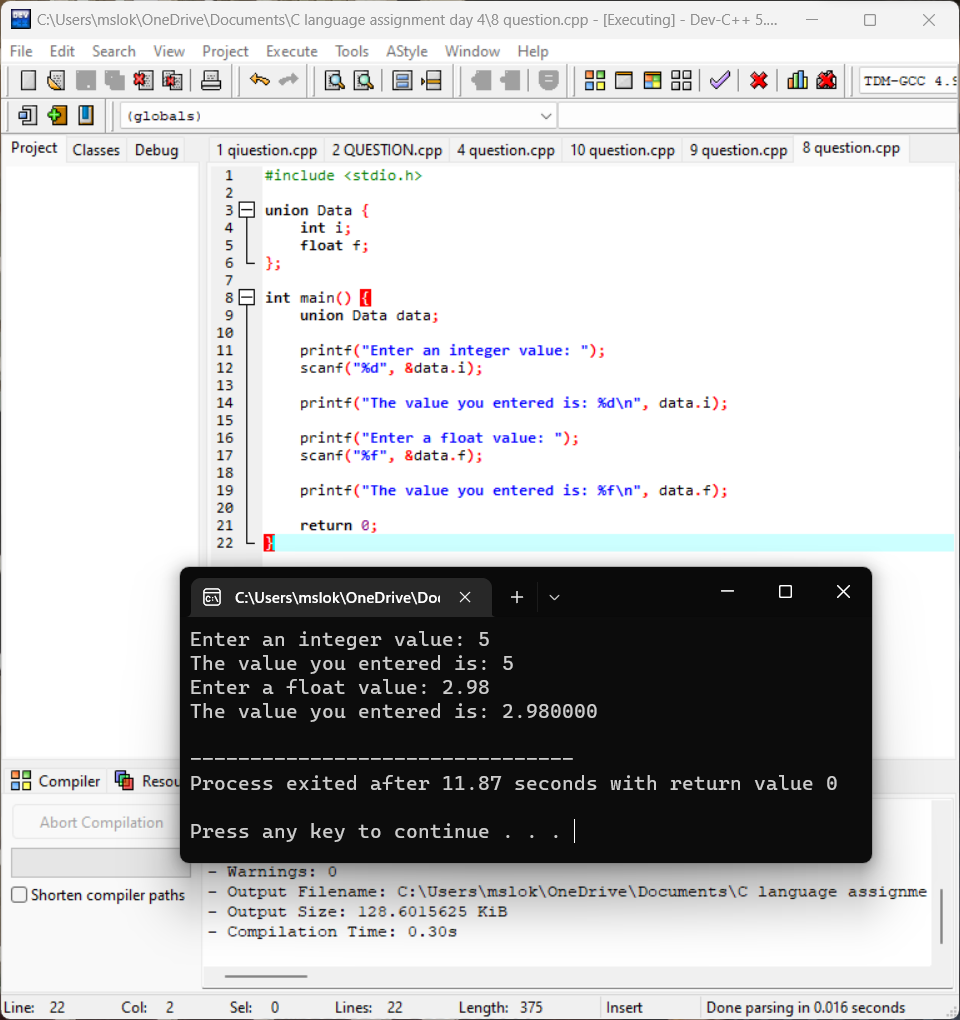 C:\Users\mslok\OneDrive\Documents\C language assignment day 4\8 question.cpp - [Executing] - Dev-C++ 5....
File Edit Search View Project Execute Tools AStyle Window Help
TDM-GCC 4.9
(globals)
Project Classes Debug
1 qiuestion.cpp 2 QUESTION.cpp 4 question.cpp 10 question.cpp 9 question.cpp 8 question.cpp
1 #include <stdio.h>
2
3 union Data {
4 int i;
5 float f;
6 };
7
8 int main() {
9 union Data data;
10
11 printf("Enter an integer value: ");
12 scanf("%d", &data.i);
13
14 printf("The value you entered is: %d\n", data.i);
15
16 printf("Enter a float value: ");
17 scanf("%f", &data.f);
18
19 printf("The value you entered is: %f\n", data.f);
20
21 return 0;
22 }
C:\Users\mslok\OneDrive\Do
Enter an integer value: 5
The value you entered is: 5
Enter a float value: 2.98
The value you entered is: 2.980000
--------------------------------
Process exited after 11.87 seconds with return value 0
Press any key to continue . . .
Compiler Resou
Abort Compilation
Shorten compiler paths
- Warnings: 0
- Output Filename: C:\Users\mslok\OneDrive\Documents\C language assignme
- Output Size: 128.6015625 KiB
- Compilation Time: 0.30s
Line: 22 Col: 2 Sel: 0 Lines: 22 Length: 375 Insert Done parsing in 0.016 seconds